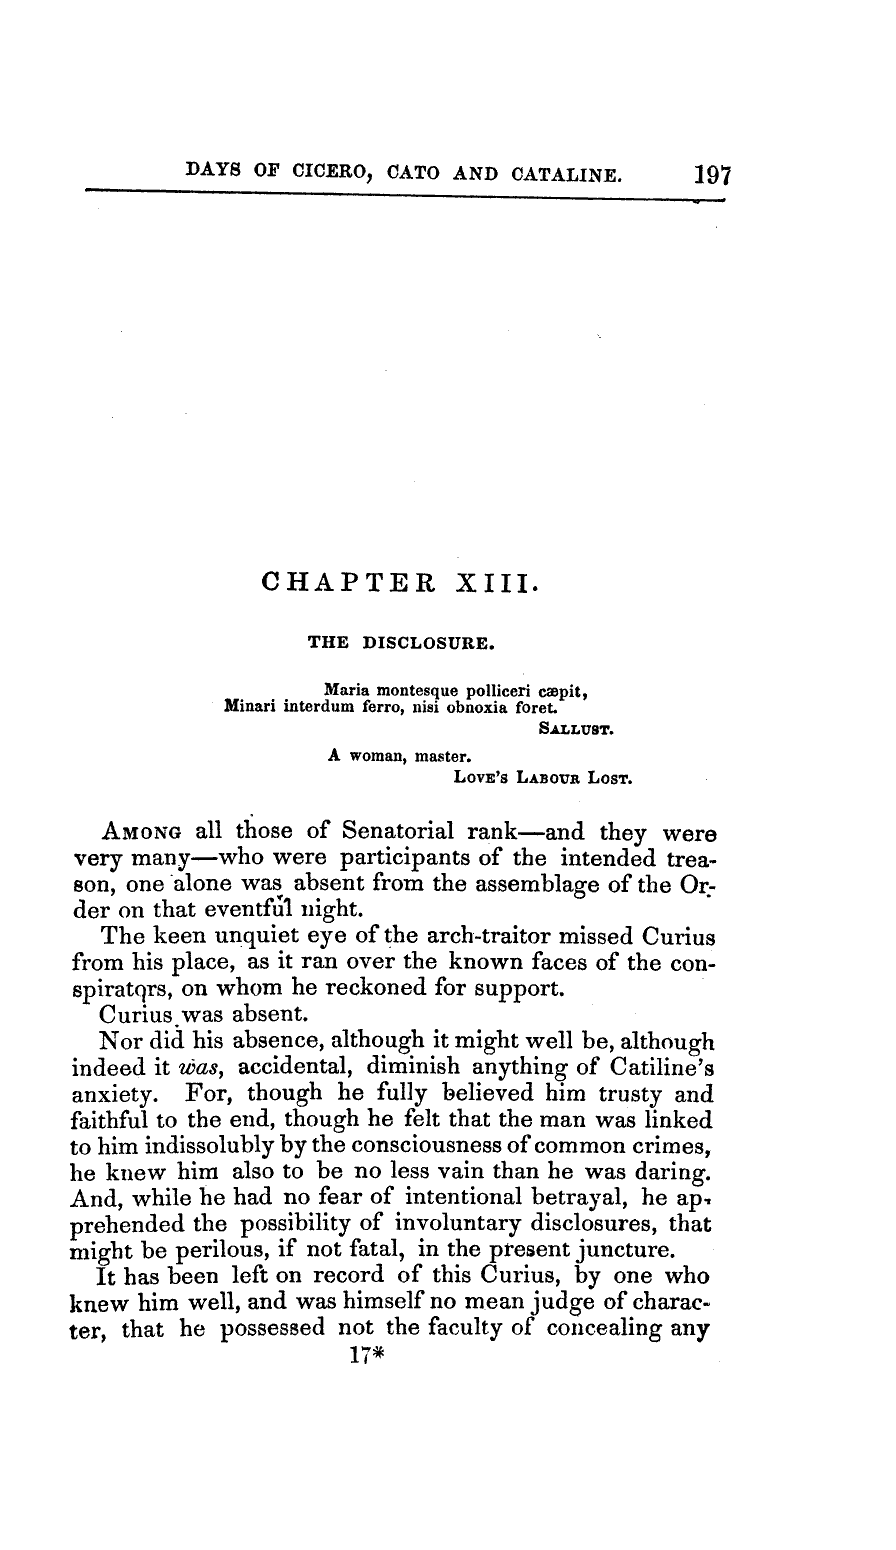 DAYS OF CICERO, CATO AND CATALINE. 197
CHAPTER XIII.
THE DISCLOSURE.
Maria montesque polliceri cæpit,
Minari interdum ferro, nisi obnoxia foret.
SALLUST.
A woman, master.
LOVE'S LABOUR LOST.
AMONG all those of Senatorial rank—and they were
very many—who were participants of the intended trea-
son, one alone was absent from the assemblage of the Or-
der on that eventful night.
The keen unquiet eye of the arch-traitor missed Curius
from his place, as it ran over the known faces of the con-
spirators, on whom he reckoned for support.
Curius was absent.
Nor did his absence, although it might well be, although
indeed it was, accidental, diminish anything of Catiline's
anxiety. For, though he fully believed him trusty and
faithful to the end, though he felt that the man was linked
to him indissolubly by the consciousness of common crimes,
he knew him also to be no less vain than he was daring.
And, while he had no fear of intentional betrayal, he ap-
prehended the possibility of involuntary disclosures, that
might be perilous, if not fatal, in the present juncture.
It has been left on record of this Curius, by one who
knew him well, and was himself no mean judge of charac-
ter, that he possessed not the faculty of concealing any
17*